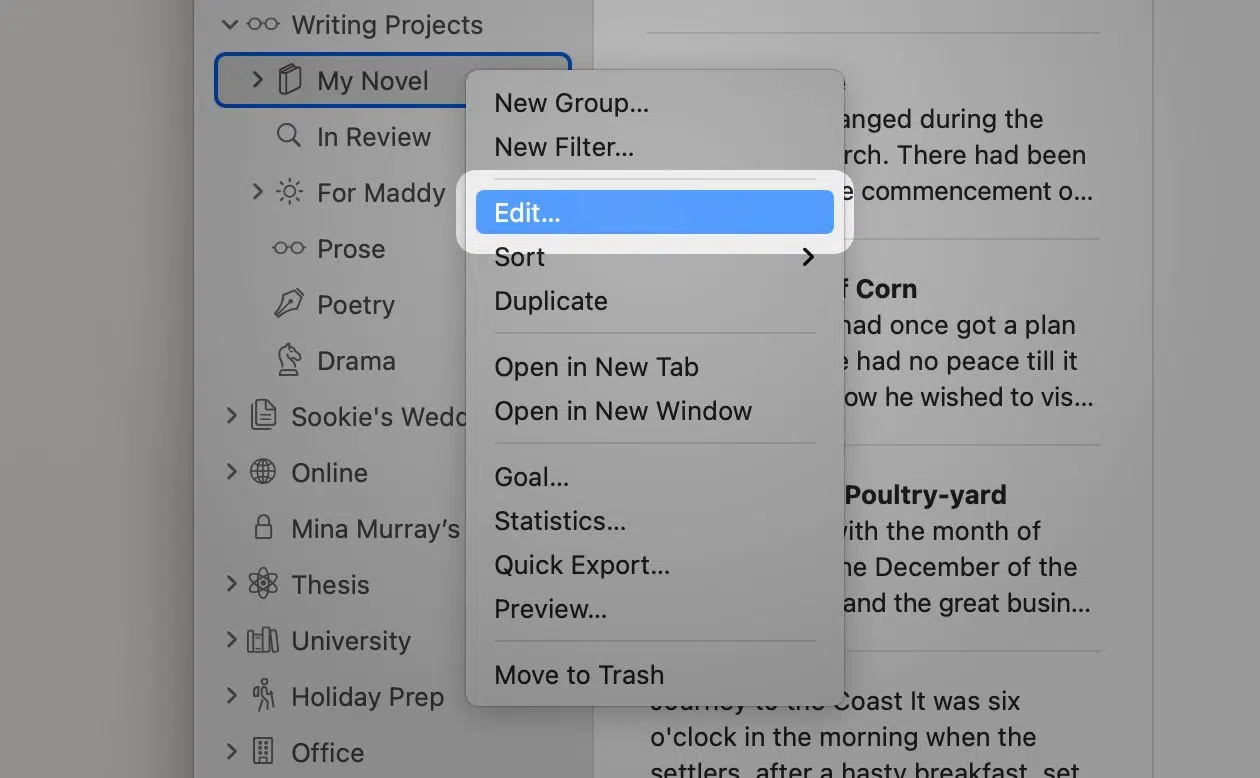 Writing Projects
My Novel
In Review
For Maddy
Prose
Poetry
Drama
Sookie's Wedd
Online
Mina Murray's
Thesis
University
Holiday Prep
Office
New Group...
New Filter...
Edit...
Sort
Duplicate
Open in New Tab
Open in New Window
Goal...
Statistics...
Quick Export...
Preview...
Move to Trash
anged during the
rch. There had been
e commencement o...
f Corn
had once got a plan
e had no peace till it
ow he wished to vis...
Poultry-yard
with the month of
he December of the
and the great busin...
Journey to the Coast It was six
o'clock in the morning when the
settlers, after a hasty breakfast, set